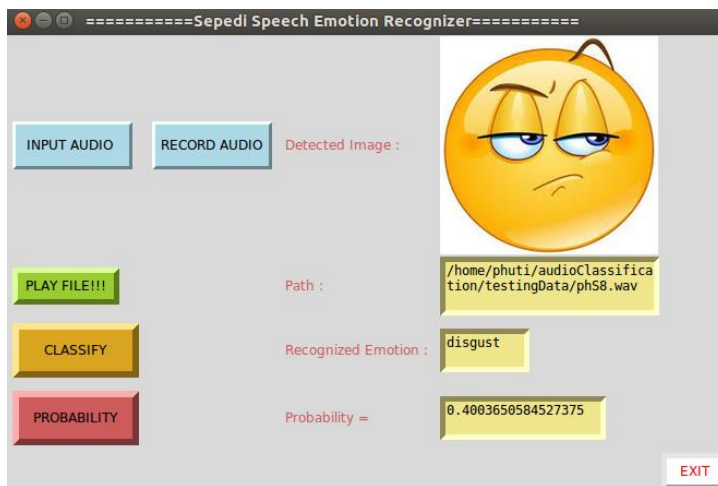 ===========Sepedi Speech Emotion Recognizer===========
INPUT AUDIO
RECORD AUDIO
Detected Image :
PLAY FILE!!!
Path :
/home/phuti/audioClassifica
tion/testingData/phS8.wav
CLASSIFY
Recognized Emotion :
disgust
PROBABILITY
Probability =
0.4003650584527375
EXIT